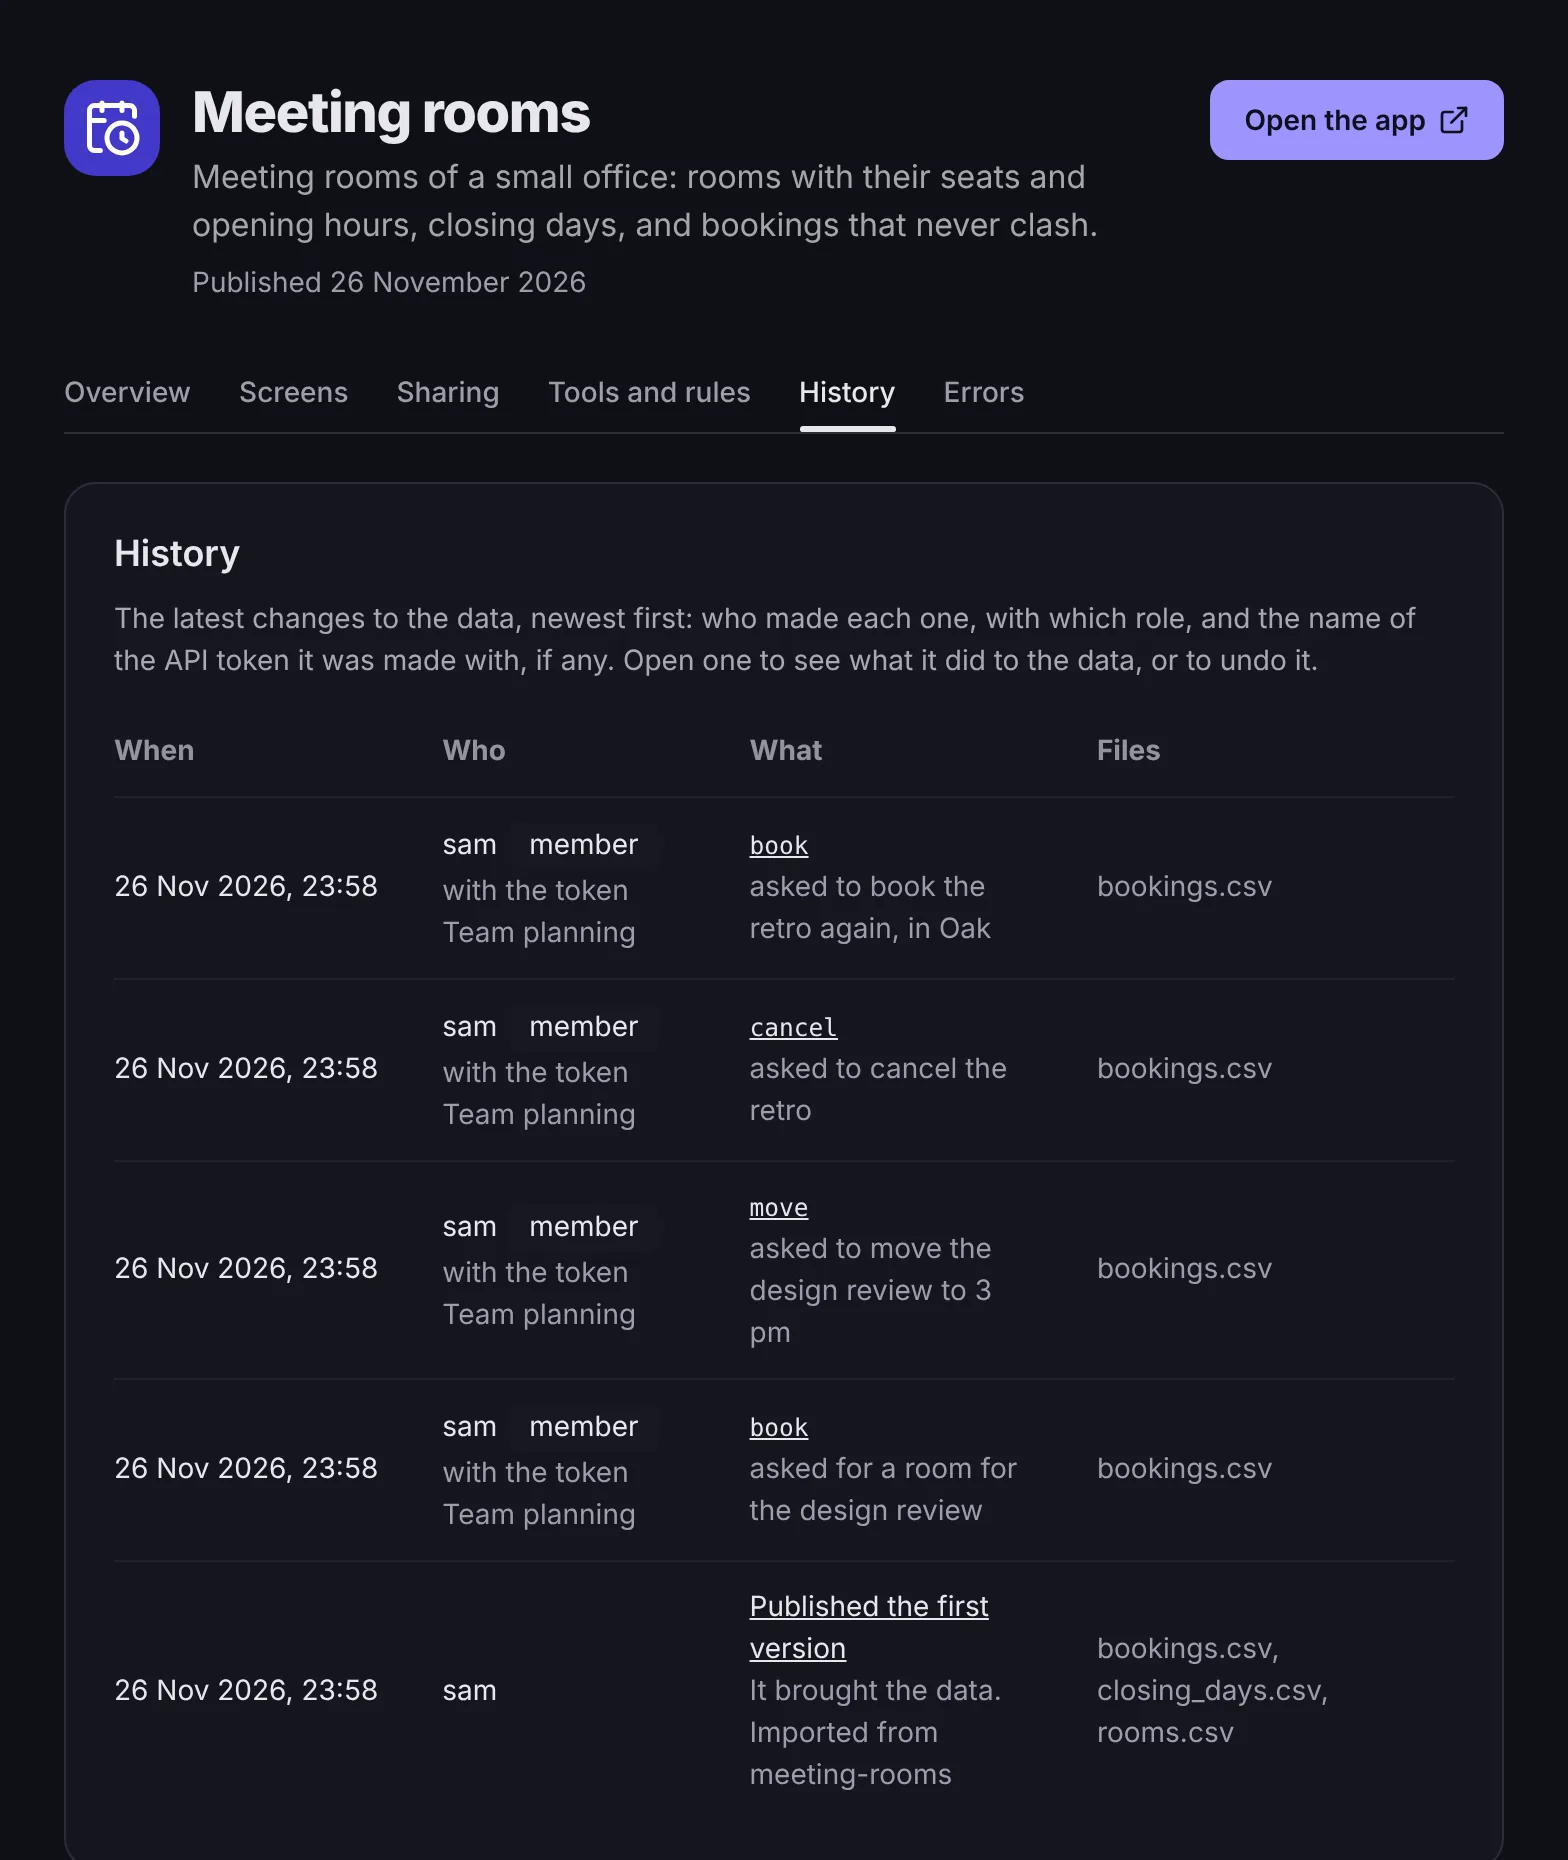 Meeting rooms
Open the app
Meeting rooms of a small office: rooms with their seats and
opening hours, closing days, and bookings that never clash.
Published 26 November 2026
Overview Screens Sharing Tools and rules History Errors
History
The latest changes to the data, newest first: who made each one, with which role, and the name of
the API token it was made with, if any. Open one to see what it did to the data, or to undo it.
When Who What Files
26 Nov 2026, 23:58
sam member
with the token
Team planning
book
asked to book the
retro again, in Oak
bookings.csv
26 Nov 2026, 23:58
sam member
with the token
Team planning
cancel
asked to cancel the
retro
bookings.csv
26 Nov 2026, 23:58
sam member
with the token
Team planning
move
asked to move the
design review to 3
pm
bookings.csv
26 Nov 2026, 23:58
sam member
with the token
Team planning
book
asked for a room for
the design review
bookings.csv
26 Nov 2026, 23:58
sam
Published the first
version
It brought the data.
Imported from
meeting-rooms
bookings.csv,
closing_days.csv,
rooms.csv